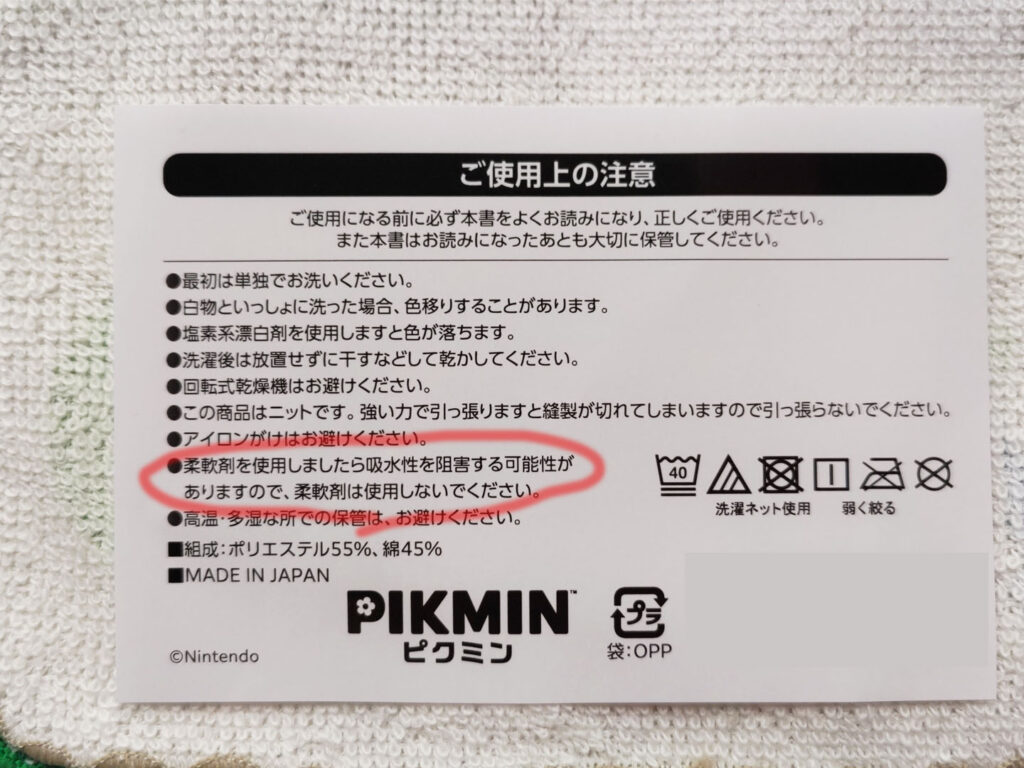 ご使用上の注意
ご使用になる前に必ず本書をよくお読みになり、正しくご使用ください。
また本書はお読みになったあとも大切に保管してください。
●最初は単独でお洗いください。
●白物といっしょに洗った場合、色移りすることがあります。
●塩素系漂白剤を使用しますと色が落ちます。
●洗濯後は放置せずに干すなどして乾かしてください。
●回転式乾燥機はお避けください。
●この商品はニットです。強い力で引っ張りますと縫製が切れてしまいますので引っ張らないでください。
●アイロンがけはお避けください。
●柔軟剤を使用しましたら吸水性を阻害する可能性が
ありますので、柔軟剤は使用しないでください。
●高温・多湿な所での保管は、お避けください。
40
洗濯ネット使用 弱く絞る
■組成:ポリエステル55%、綿45%
■MADE IN JAPAN
PIKMIN™
ピクミン
プラ
袋:OPP
©Nintendo